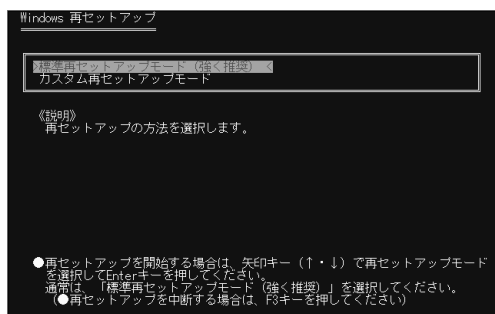 Windows 再セットアップ
>標準再セットアップモード（強く推奨） <
カスタム再セットアップモード
《説明》
再セットアップの方法を選択します。
●再セットアップを開始する場合は、矢印キー（↑・↓）で再セットアップモード
を選択してEnterキーを押してください。
通常は、「標準再セットアップモード（強く推奨）」を選択してください。
（●再セットアップを中断する場合は、F3キーを押してください）